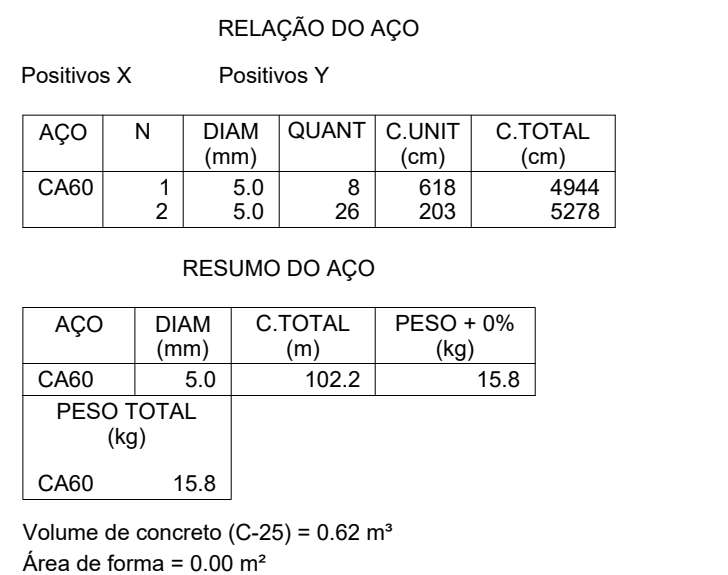 RELAÇÃO DO AÇO
Positivos X Positivos Y
AÇO N DIAM QUANT C.UNIT C.TOTAL
(mm) (cm) (cm)
CA60 1 5.0 8 618 4944
2 5.0 26 203 5278
RESUMO DO AÇO
AÇO DIAM C.TOTAL PESO + 0%
(mm) (m) (kg)
CA60 5.0 102.2 15.8
PESO TOTAL
(kg)
CA60 15.8
Volume de concreto (C-25) = 0.62 m³
Área de forma = 0.00 m²